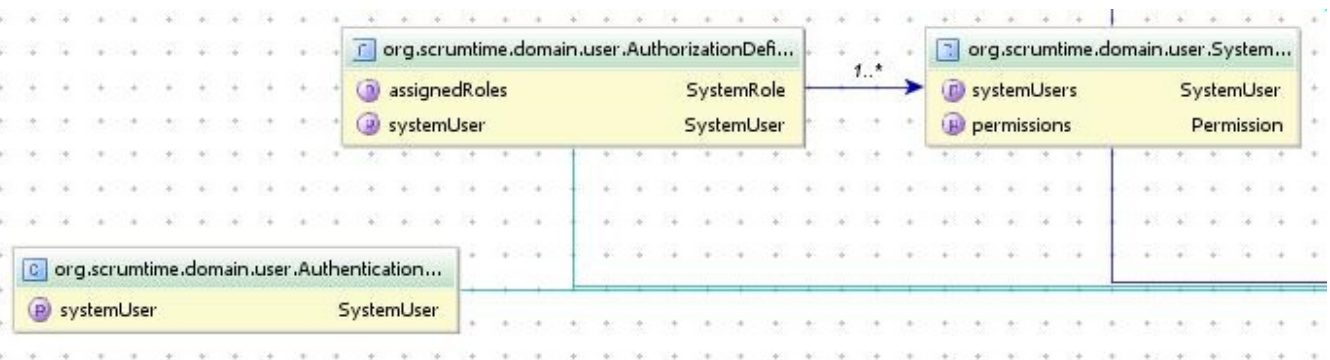 org.scrumtime.domain.user.AuthorizationDefi...
assignedRoles SystemRole
systemUser SystemUser
1..*
org.scrumtime.domain.user.System...
systemUsers SystemUser
permissions Permission
org.scrumtime.domain.user.Authentication...
systemUser SystemUser